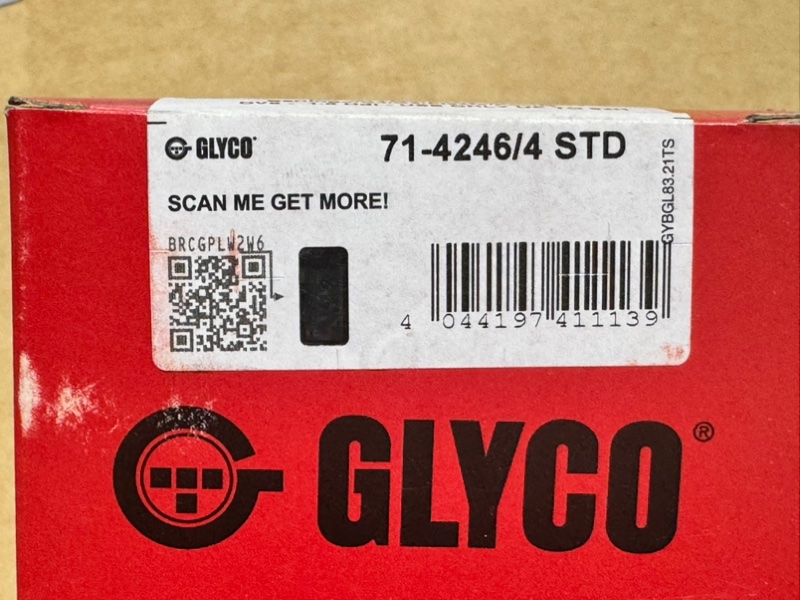 GLYCO®
71-4246/4 STD
SCAN ME GET MORE!
BRCGPLW2W6
GYBGL83.21TS
4 044197 411139
GLYCO®